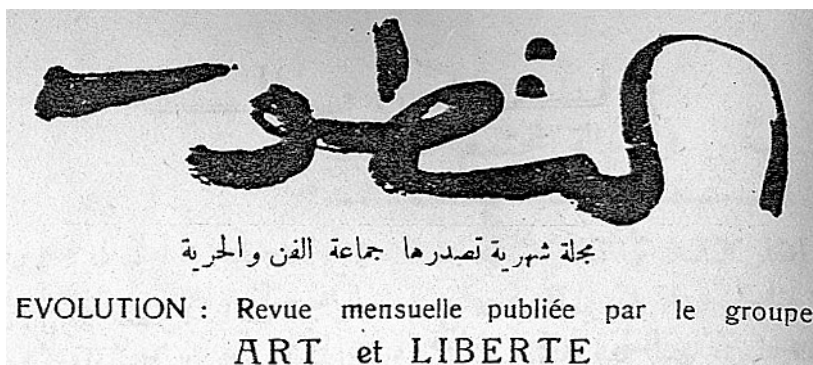 التطور
مجلة شهرية تصدرها جماعة الفن والحرية
EVOLUTION : Revue mensuelle publiée par le groupe
ART et LIBERTE